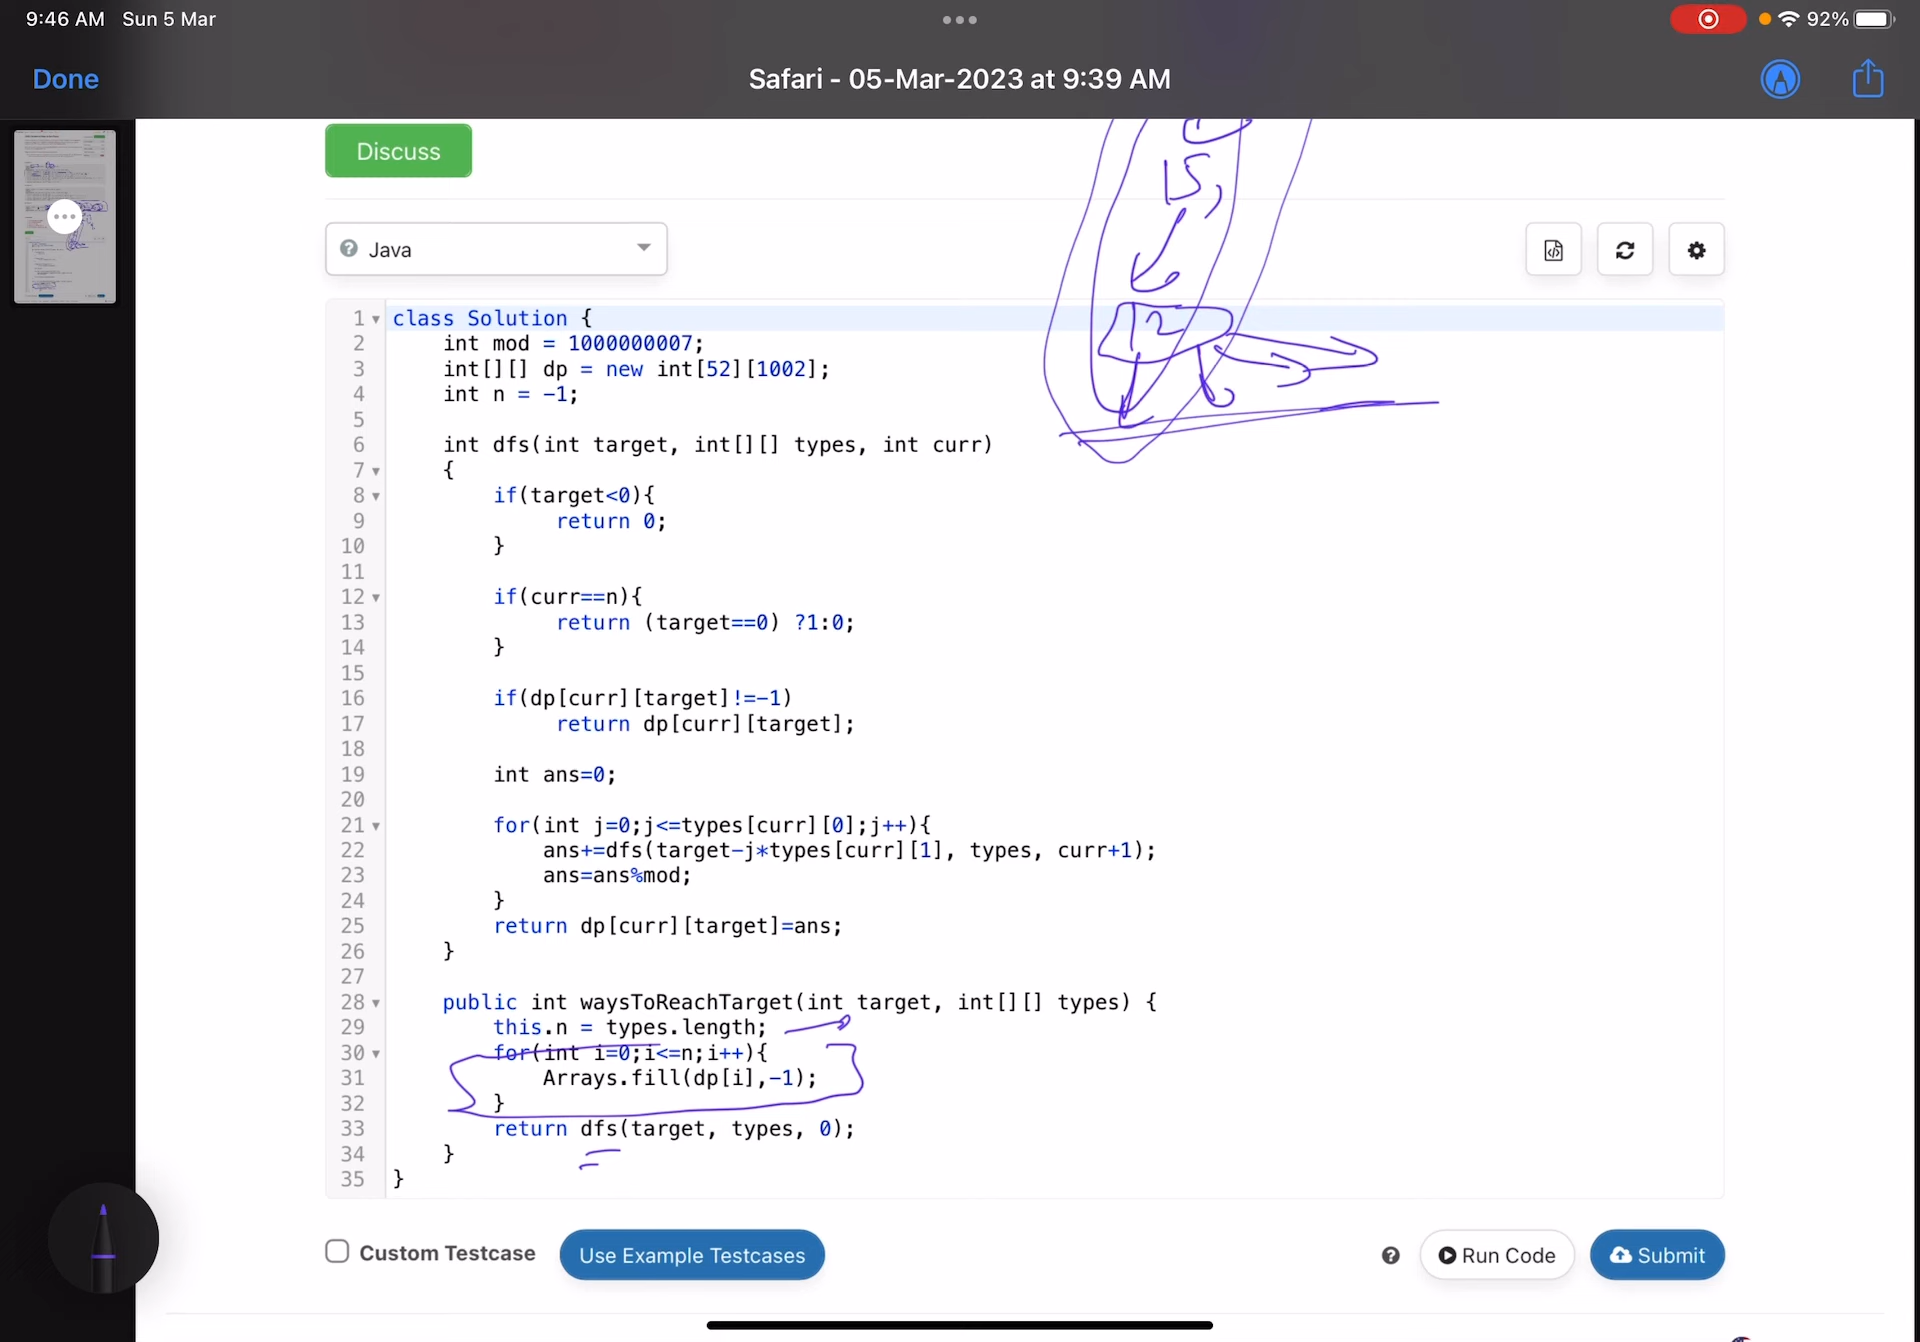 9:46 AM Sun 5 Mar
92%
Done
Safari - 05-Mar-2023 at 9:39 AM
Discuss
15,
Java
12
1 class Solution {
2 int mod = 1000000007;
3 int[][] dp = new int[52][1002];
4 int n = -1;
5
6 int dfs(int target, int[][] types, int curr)
7 {
8 if(target<0){
9 return 0;
10 }
11
12 if(curr==n){
13 return (target==0) ?1:0;
14 }
15
16 if(dp[curr][target]!=-1)
17 return dp[curr][target];
18
19 int ans=0;
20
21 for(int j=0;j<=types[curr][0];j++){
22 ans+=dfs(target-j*types[curr][1], types, curr+1);
23 ans=ans%mod;
24 }
25 return dp[curr][target]=ans;
26 }
27
28 public int waysToReachTarget(int target, int[][] types) {
29 this.n = types.length;
30 for(int i=0;i<=n;i++){
31 Arrays.fill(dp[i],-1);
32 }
33 return dfs(target, types, 0);
34 }
35 }
Custom Testcase
Use Example Testcases
Run Code
Submit